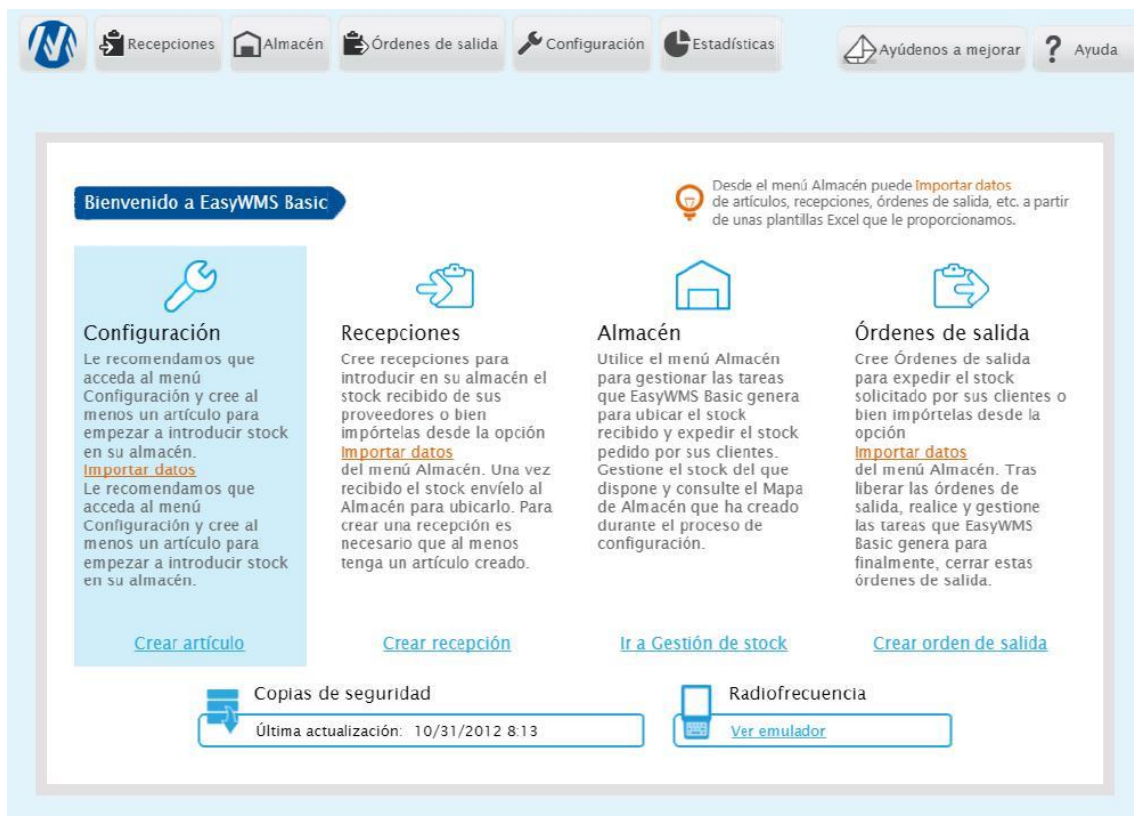 Recepciones
Almacén
Órdenes de salida
Configuración
Estadísticas
Ayúdenos a mejorar
? Ayuda
Bienvenido a EasyWMS Basic
Desde el menú Almacén puede Importar datos
de artículos, recepciones, órdenes de salida, etc. a partir
de unas plantillas Excel que le proporcionamos.
Configuración
Le recomendamos que
acceda al menú
Configuración y cree al
menos un artículo para
empezar a introducir stock
en su almacén.
Importar datos
Le recomendamos que
acceda al menú
Configuración y cree al
menos un artículo para
empezar a introducir stock
en su almacén.
Crear artículo
Recepciones
Cree recepciones para
introducir en su almacén el
stock recibido de sus
proveedores o bien
impórtelas desde la opción
Importar datos
del menú Almacén. Una vez
recibido el stock envíelo al
Almacén para ubicarlo. Para
crear una recepción es
necesario que al menos
tenga un artículo creado.
Crear recepción
Almacén
Utilice el menú Almacén
para gestionar las tareas
que EasyWMS Basic genera
para ubicar el stock
recibido y expedir el stock
pedido por sus clientes.
Gestione el stock del que
dispone y consulte el Mapa
de Almacén que ha creado
durante el proceso de
configuración.
Ir a Gestión de stock
Órdenes de salida
Cree Órdenes de salida
para expedir el stock
solicitado por sus clientes o
bien impórtelas desde la
opción
Importar datos
del menú Almacén. Tras
liberar las órdenes de
salida, realice y gestione
las tareas que EasyWMS
Basic genera para
finalmente, cerrar estas
órdenes de salida.
Crear orden de salida
Copias de seguridad
Última actualización: 10/31/2012 8:13
Radiofrecuencia
Ver emulador